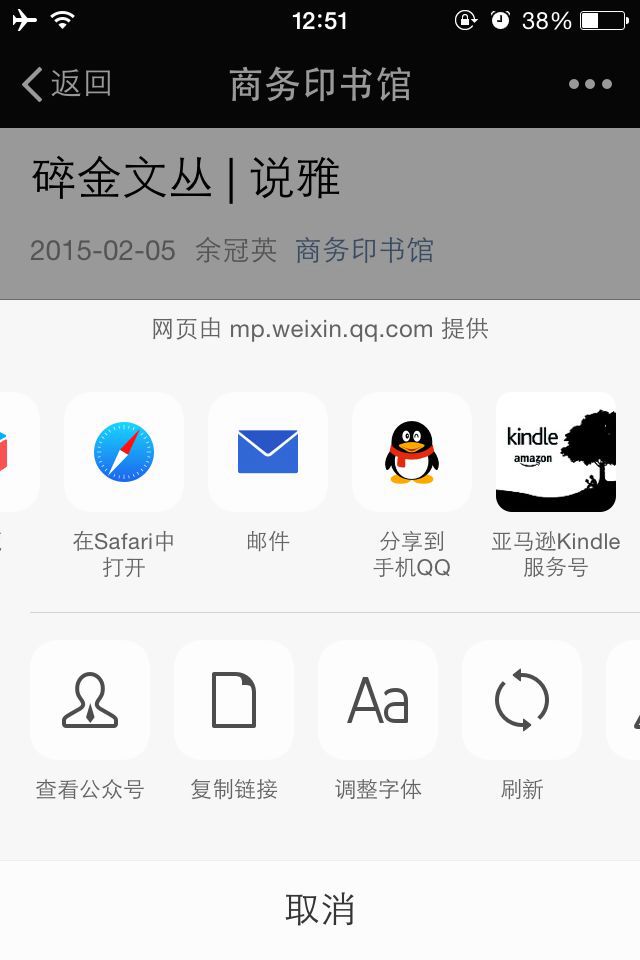 12:51
38%
返回
商务印书馆
碎金文丛 | 说雅
2015-02-05 余冠英 商务印书馆
网页由 mp.weixin.qq.com 提供
kindle
amazon
在Safari中
打开
邮件
分享到
手机QQ
亚马逊Kindle
服务号
Aa
查看公众号
复制链接
调整字体
刷新
取消